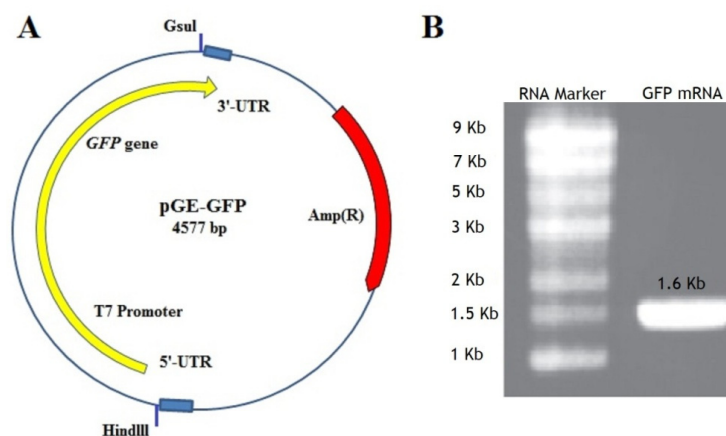 A
GsuI
3'-UTR
GFP gene
pGE-GFP
4577 bp
Amp(R)
T7 Promoter
5'-UTR
HindIII
B
RNA Marker GFP mRNA
9 Kb
7 Kb
5 Kb
3 Kb
2 Kb
1.6 Kb
1.5 Kb
1 Kb